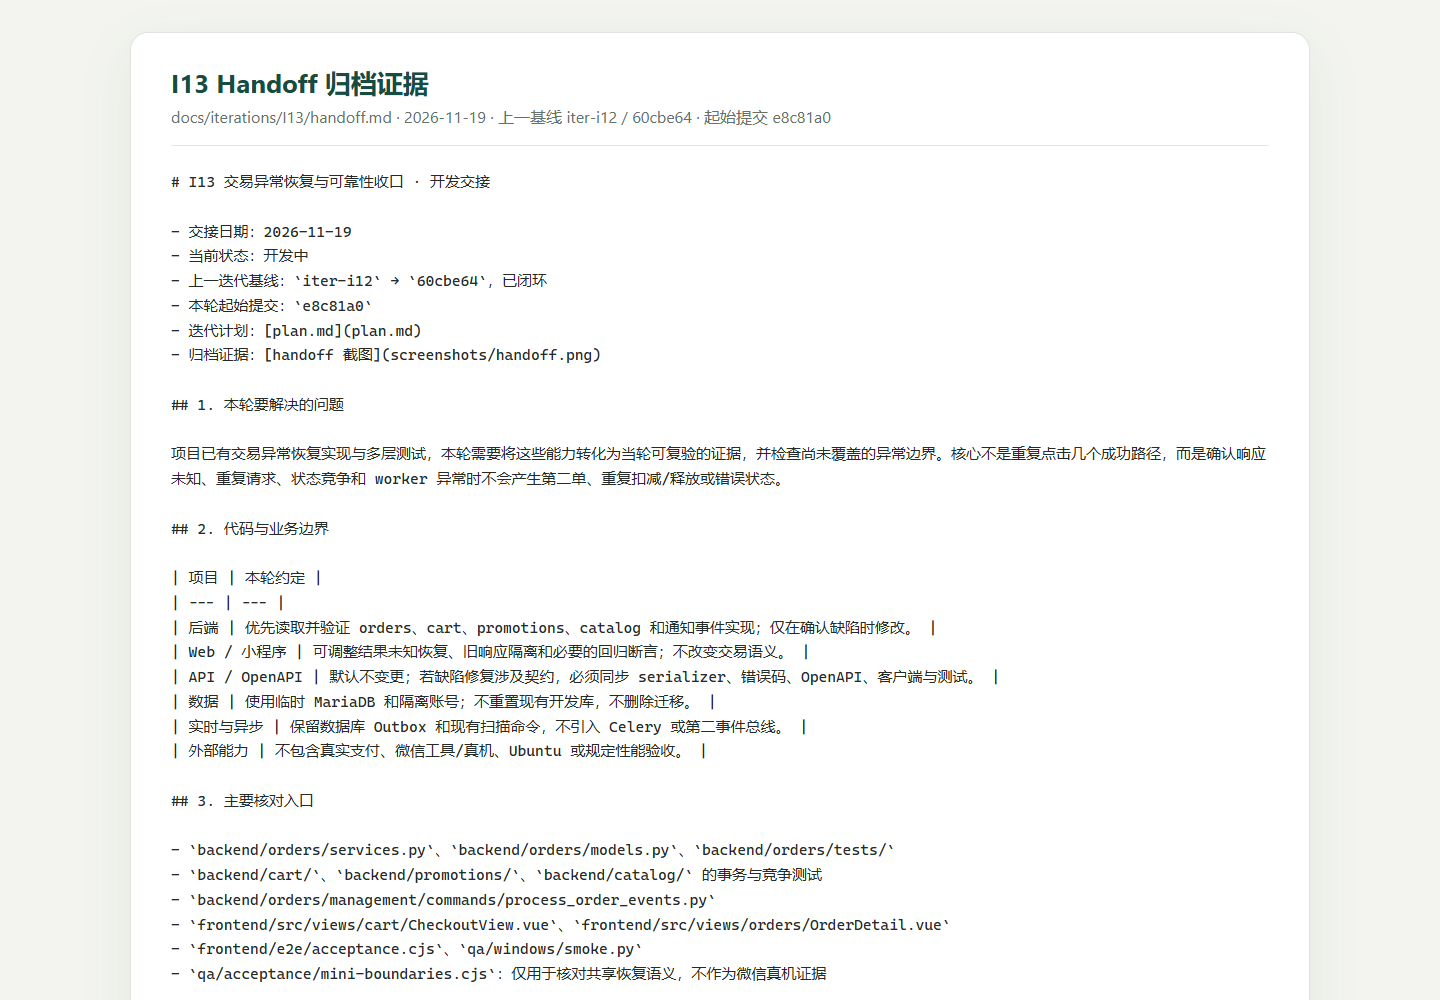 I13 Handoff 归档证据
docs/iterations/I13/handoff.md · 2026-11-19 · 上一基线 iter-i12 / 60cbe64 · 起始提交 e8c81a0
# I13 交易异常恢复与可靠性收口 · 开发交接
- 交接日期：2026-11-19
- 当前状态：开发中
- 上一迭代基线：`iter-i12` → `60cbe64`，已闭环
- 本轮起始提交：`e8c81a0`
- 迭代计划：[plan.md](plan.md)
- 归档证据：[handoff 截图](screenshots/handoff.png)
## 1. 本轮要解决的问题
项目已有交易异常恢复实现与多层测试，本轮需要将这些能力转化为当轮可复验的证据，并检查尚未覆盖的异常边界。核心不是重复点击几个成功路径，而是确认响应
未知、重复请求、状态竞争和 worker 异常时不会产生第二单、重复扣减/释放或错误状态。
## 2. 代码与业务边界
| 项目 | 本轮约定 |
| --- | --- |
| 后端 | 优先读取并验证 orders、cart、promotions、catalog 和通知事件实现；仅在确认缺陷时修改。 |
| Web / 小程序 | 可调整结果未知恢复、旧响应隔离和必要的回归断言；不改变交易语义。 |
| API / OpenAPI | 默认不变更；若缺陷修复涉及契约，必须同步 serializer、错误码、OpenAPI、客户端与测试。 |
| 数据 | 使用临时 MariaDB 和隔离账号；不重置现有开发库，不删除迁移。 |
| 实时与异步 | 保留数据库 Outbox 和现有扫描命令，不引入 Celery 或第二事件总线。 |
| 外部能力 | 不包含真实支付、微信工具/真机、Ubuntu 或规定性能验收。 |
## 3. 主要核对入口
- `backend/orders/services.py`、`backend/orders/models.py`、`backend/orders/tests/`
- `backend/cart/`、`backend/promotions/`、`backend/catalog/` 的事务与竞争测试
- `backend/orders/management/commands/process_order_events.py`
- `frontend/src/views/cart/CheckoutView.vue`、`frontend/src/views/orders/OrderDetail.vue`
- `frontend/e2e/acceptance.cjs`、`qa/windows/smoke.py`
- `qa/acceptance/mini-boundaries.cjs`：仅用于核对共享恢复语义，不作为微信真机证据